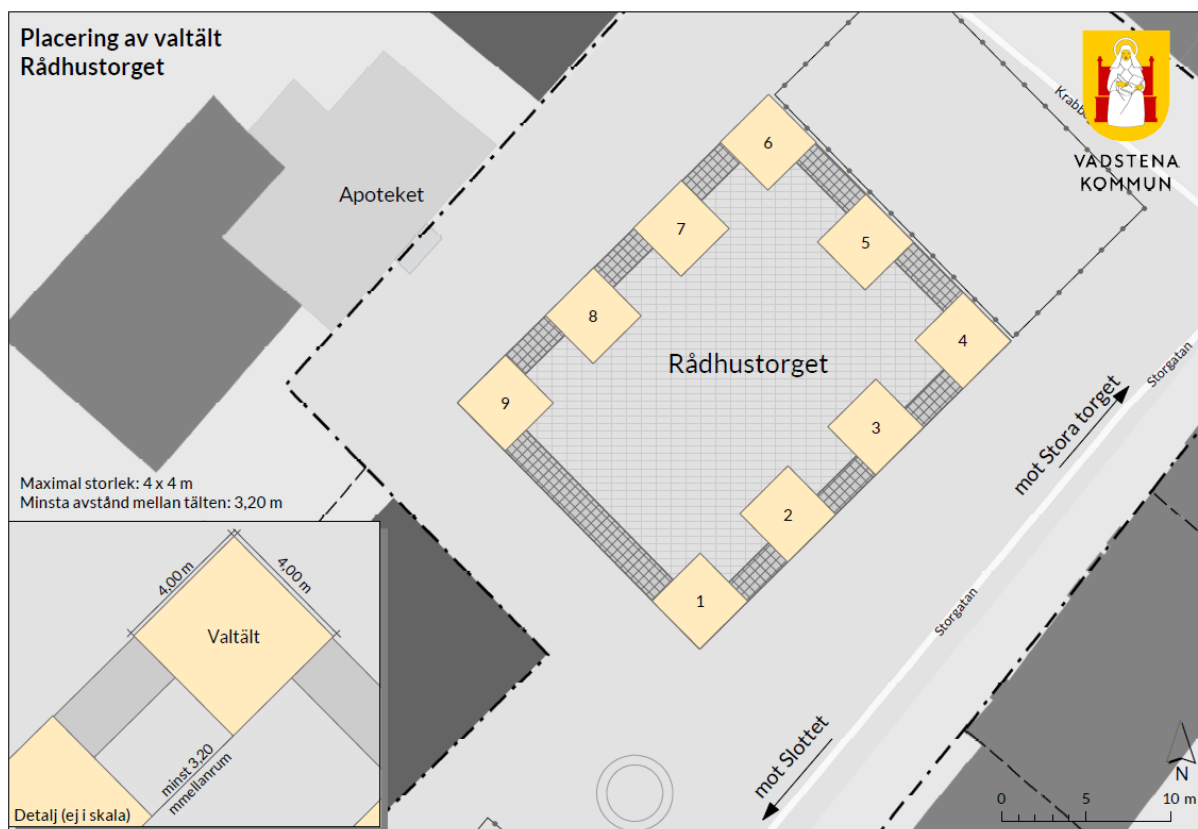 Placering av valtält
Rådhustorget
Krabb
VADSTENA
KOMMUN
Apoteket
6
7
5
8
4
9
3
2
1
Rådhustorget
Storgatan
mot Stora torget
Maximal storlek: 4 x 4 m
Minsta avstånd mellan tälten: 3,20 m
4,00 m
4,00 m
Valtält
minst 3,20
mmellanrum
Detalj (ej i skala)
Storgatan
mot Slottet
N
0 5 10 m